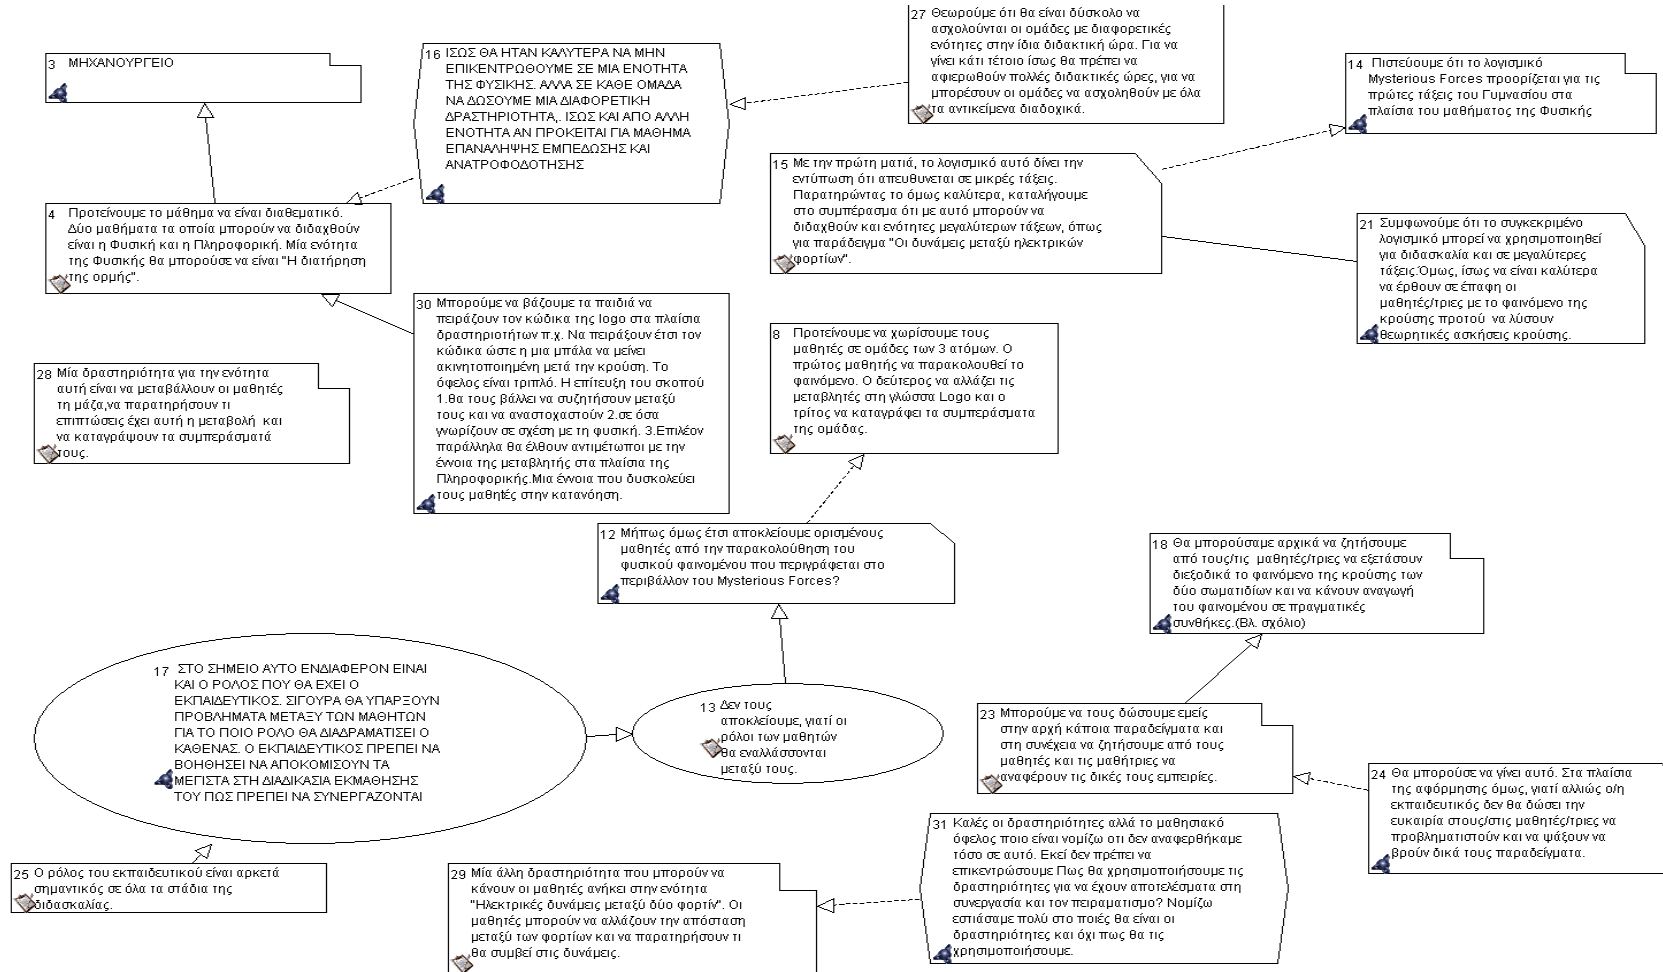 3 ΜΗΧΑΝΟΥΡΓΕΙΟ
16 ΙΣΩΣ ΘΑ ΗΤΑΝ ΚΑΛΥΤΕΡΑ ΝΑ ΜΗΝ
ΕΠΙΚΕΝΤΡΩΘΟΥΜΕ ΣΕ ΜΙΑ ΕΝΟΤΗΤΑ
ΤΗΣ ΦΥΣΙΚΗΣ. ΑΛΛΑ ΣΕ ΚΑΘΕ ΟΜΑΔΑ
ΝΑ ΔΩΣΟΥΜΕ ΜΙΑ ΔΙΑΦΟΡΕΤΙΚΗ
ΔΡΑΣΤΗΡΙΟΤΗΤΑ,. ΙΣΩΣ ΚΑΙ ΑΠΟ ΑΛΛΗ
ΕΝΟΤΗΤΑ ΑΝ ΠΡΟΚΕΙΤΑΙ ΓΙΑ ΜΑΘΗΜΑ
ΕΠΑΝΑΛΗΨΗΣ ΕΜΠΕΔΩΣΗΣ ΚΑΙ
ΑΝΑΤΡΟΦΟΔΟΤΗΣΗΣ
27 Θεωρούμε ότι θα είναι δύσκολο να
ασχολούνται οι ομάδες με διαφορετικές
ενότητες στην ίδια διδακτική ώρα. Για να
γίνει κάτι τέτοιο ίσως θα πρέπει να
αφιερωθούν πολλές διδακτικές ώρες, για να
μπορέσουν οι ομάδες να ασχοληθούν με όλα
τα αντικείμενα διαδοχικά.
14 Πιστεύουμε ότι το λογισμικό
Mysterious Forces προορίζεται για τις
πρώτες τάξεις του Γυμνασίου στα
πλαίσια του μαθήματος της Φυσικής
15 Με την πρώτη ματιά, το λογισμικό αυτό δίνει την
εντύπωση ότι απευθυνεται σε μικρές τάξεις.
Παρατηρώντας το όμως καλύτερα, καταλήγουμε
στο συμπέρασμα ότι με αυτό μπορούν να
διδαχθούν και ενότητες μεγαλύτερων τάξεων, όπως
για παράδειγμα "Οι δυνάμεις μεταξύ ηλεκτρικών
φορτίων".
4 Προτείνουμε το μάθημα να είναι διαθεματικό.
Δύο μαθήματα τα οποία μπορούν να διδαχθούν
είναι η Φυσική και η Πληροφορική. Μία ενότητα
της Φυσικής θα μπορούσε να είναι "Η διατήρηση
της ορμής".
21 Συμφωνούμε ότι το συγκεκριμένο
λογισμικό μπορεί να χρησιμοποιηθεί
για διδασκαλία και σε μεγαλύτερες
τάξεις.Όμως, ίσως να είναι καλύτερα
να έρθουν σε έπαφη οι
μαθητές/τριες με το φαινόμενο της
κρούσης προτού να λύσουν
θεωρητικές ασκήσεις κρούσης.
30 Μπορούμε να βάζουμε τα παιδιά να
πειράζουν τον κώδικα της logo στα πλαίσια
δραστηριοτήτων π.χ. Να πειράξουν έτσι τον
κώδικα ώστε η μια μπάλα να μείνει
ακινητοποιημένη μετά την κρούση. Το
όφελος είναι τριπλό. Η επίτευξη του σκοπού
1.θα τους βάλλει να συζητήσουν μεταξύ
τους και να αναστοχαστούν 2.σε όσα
γνωρίζουν σε σχέση με τη φυσική. 3.Επιλέον
παράλληλα θα έλθουν αντιμέτωποι με την
έννοια της μεταβλητής στα πλαίσια της
Πληροφορικής.Μια έννοια που δυσκολεύει
τους μαθητές στην κατανόηση.
8 Προτείνουμε να χωρίσουμε τους
μαθητές σε ομάδες των 3 ατόμων. Ο
πρώτος μαθητής να παρακολουθεί το
φαινόμενο. Ο δεύτερος να αλλάζει τις
μεταβλητές στη γλώσσα Logo και ο
τρίτος να καταγράφει τα συμπεράσματα
της ομάδας.
28 Μία δραστηριότητα για την ενότητα
αυτή είναι να μεταβάλλουν οι μαθητές
τη μάζα,να παρατηρήσουν τι
επιπτώσεις έχει αυτή η μεταβολή και
να καταγράψουν τα συμπεράσματά
τους.
12 Μήπως όμως έτσι αποκλείουμε ορισμένους
μαθητές από την παρακολούθηση του
φυσικού φαινομένου που περιγράφεται στο
περιβάλλον του Mysterious Forces?
18 Θα μπορούσαμε αρχικά να ζητήσουμε
από τους/τις μαθητές/τριες να εξετάσουν
διεξοδικά το φαινόμενο της κρούσης των
δύο σωματιδίων και να κάνουν αναγωγή
του φαινομένου σε πραγματικές
συνθήκες.(Βλ. σχόλιο)
17 ΣΤΟ ΣΗΜΕΙΟ ΑΥΤΟ ΕΝΔΙΑΦΕΡΟΝ ΕΙΝΑΙ
ΚΑΙ Ο ΡΟΛΟΣ ΠΟΥ ΘΑ ΕΧΕΙ Ο
ΕΚΠΑΙΔΕΥΤΙΚΟΣ. ΣΙΓΟΥΡΑ ΘΑ ΥΠΑΡΞΟΥΝ
ΠΡΟΒΛΗΜΑΤΑ ΜΕΤΑΞΥ ΤΩΝ ΜΑΘΗΤΩΝ
ΓΙΑ ΤΟ ΠΟΙΟ ΡΟΛΟ ΘΑ ΔΙΑΔΡΑΜΑΤΙΣΕΙ Ο
ΚΑΘΕΝΑΣ. Ο ΕΚΠΑΙΔΕΥΤΙΚΟΣ ΠΡΕΠΕΙ ΝΑ
ΒΟΗΘΗΣΕΙ ΝΑ ΑΠΟΚΟΜΙΣΟΥΝ ΤΑ
ΜΕΓΙΣΤΑ ΣΤΗ ΔΙΑΔΙΚΑΣΙΑ ΕΚΜΑΘΗΣΗΣ
ΤΟΥ ΠΩΣ ΠΡΕΠΕΙ ΝΑ ΣΥΝΕΡΓΑΖΟΝΤΑΙ
13 Δεν τους
αποκλείουμε, γιατί οι
ρόλοι των μαθητών
θα εναλλάσσονται
μεταξύ τους.
23 Μπορούμε να τους δώσουμε εμείς
στην αρχή κάποια παραδείγματα και
στη συνέχεια να ζητήσουμε από τους
μαθητές και τις μαθήτριες να
αναφέρουν τις δικές τους εμπειρίες.
24 Θα μπορούσε να γίνει αυτό. Στα πλαίσια
της αφόρμησης όμως, γιατί αλλιώς ο/η
εκπαιδευτικός δεν θα δώσει την
ευκαιρία στους/στις μαθητές/τριες να
προβληματιστούν και να ψάξουν να
βρούν δικά τους παραδείγματα.
25 Ο ρόλος του εκπαιδευτικού είναι αρκετά
σημαντικός σε όλα τα στάδια της
διδασκαλίας.
29 Μία άλλη δραστηριότητα που μπορούν να
κάνουν οι μαθητές ανήκει στην ενότητα
"Ηλεκτρικές δυνάμεις μεταξύ δύο φορτίν". Οι
μαθητές μπορούν να αλλάζουν την απόσταση
μεταξύ των φορτίων και να παρατηρήσουν τι
θα συμβεί στις δυνάμεις.
31 Καλές οι δραστηριότητες αλλά το μαθησιακό
όφελος ποιο είναι νομίζω οτι δεν αναφερθήκαμε
τόσο σε αυτό. Εκεί δεν πρέπει να
επικεντρώσουμε Πως θα χρησιμοποιήσουμε τις
δραστηριότητες για να έχουν αποτελέσματα στη
συνεργασία και τον πειραματισμο? Νομίζω
εστιάσαμε πολύ στο ποιές θα είναι οι
δραστηριότητες και όχι πως θα τις
χρησιμοποιήσουμε.